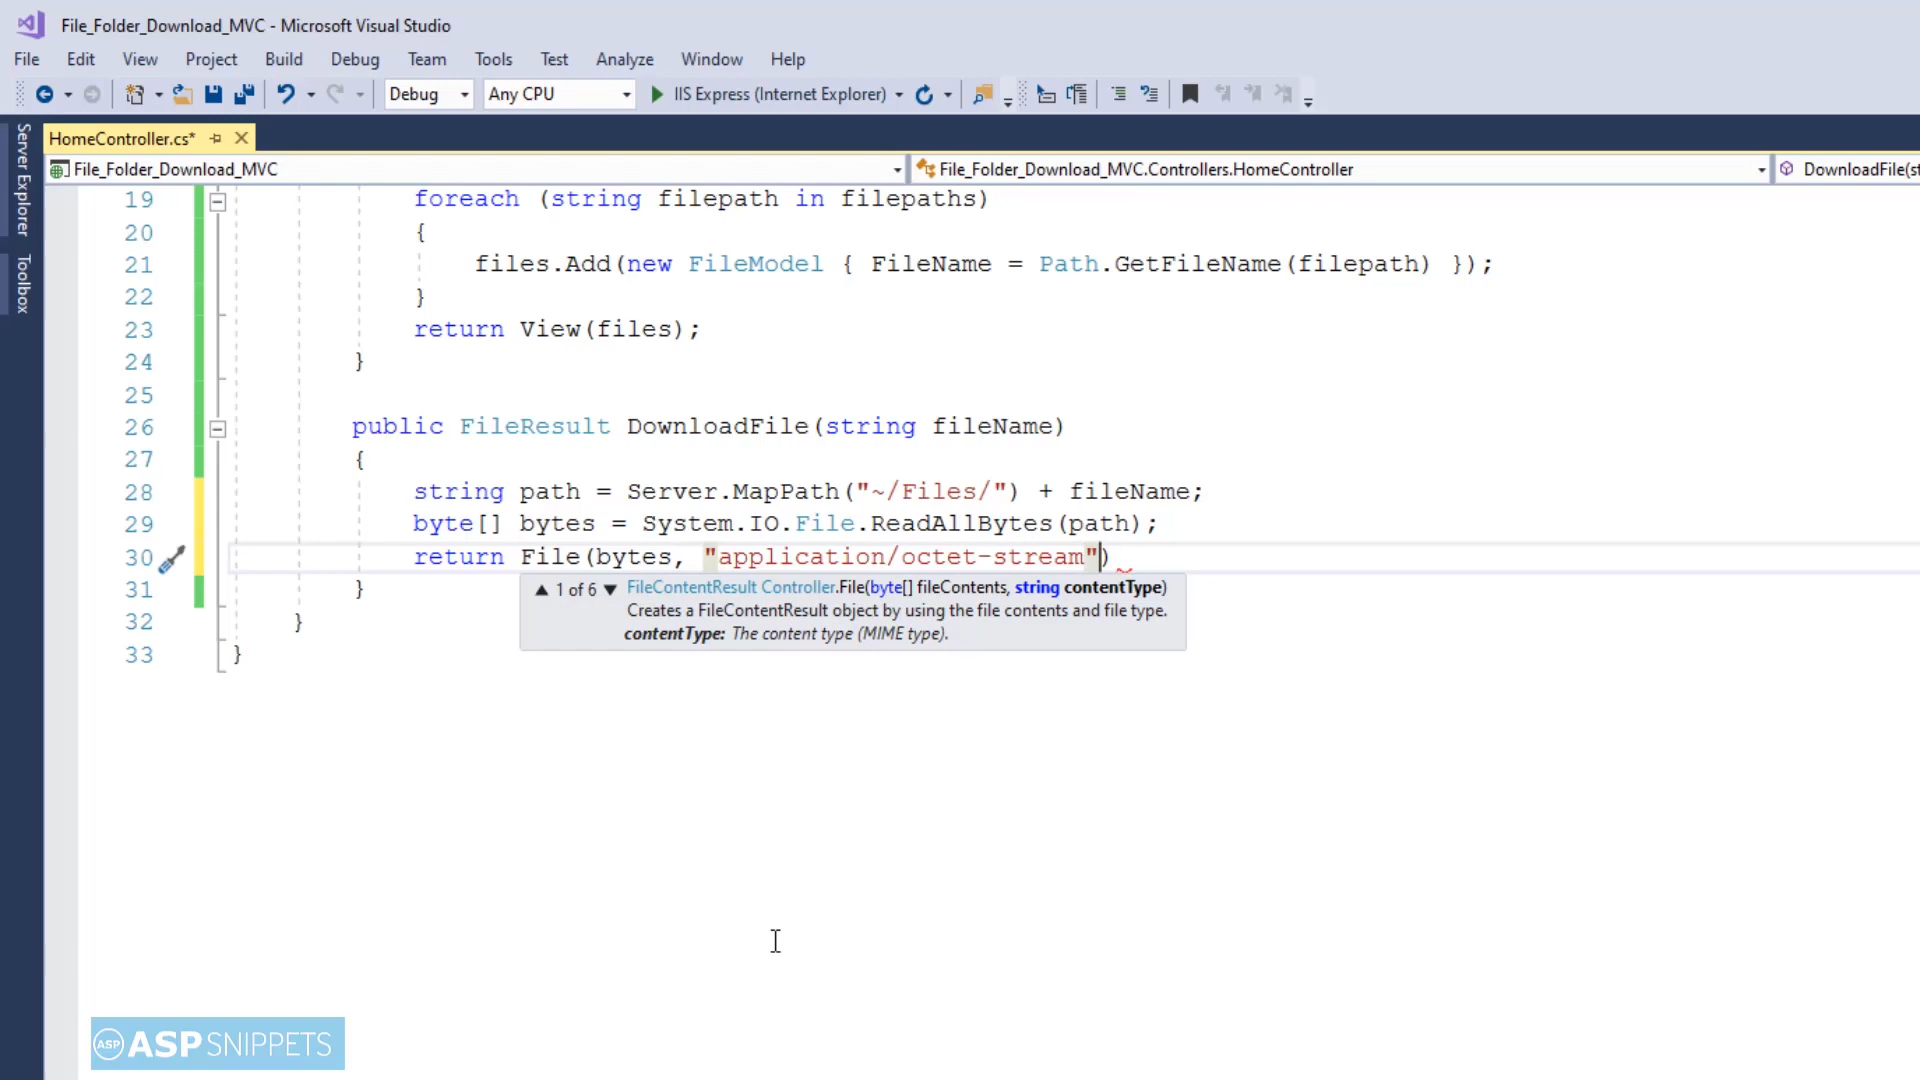 File_Folder_Download_MVC - Microsoft Visual Studio
File Edit View Project Build Debug Team Tools Test Analyze Window Help
Debug Any CPU IIS Express (Internet Explorer)
Server Explorer
Toolbox
HomeController.cs*
File_Folder_Download_MVC File_Folder_Download_MVC.Controllers.HomeController DownloadFile(st
19 foreach (string filepath in filepaths)
20 {
21 files.Add(new FileModel { FileName = Path.GetFileName(filepath) });
22 }
23 return View(files);
24 }
25
26 public FileResult DownloadFile(string fileName)
27 {
28 string path = Server.MapPath("~/Files/") + fileName;
29 byte[] bytes = System.IO.File.ReadAllBytes(path);
30 return File(bytes, "application/octet-stream")
31 }
▲ 1 of 6 ▼ FileContentResult Controller.File(byte[] fileContents, string contentType)
Creates a FileContentResult object by using the file contents and file type.
contentType: The content type (MIME type).
32 }
33 }
ASP ASPSNIPPETS